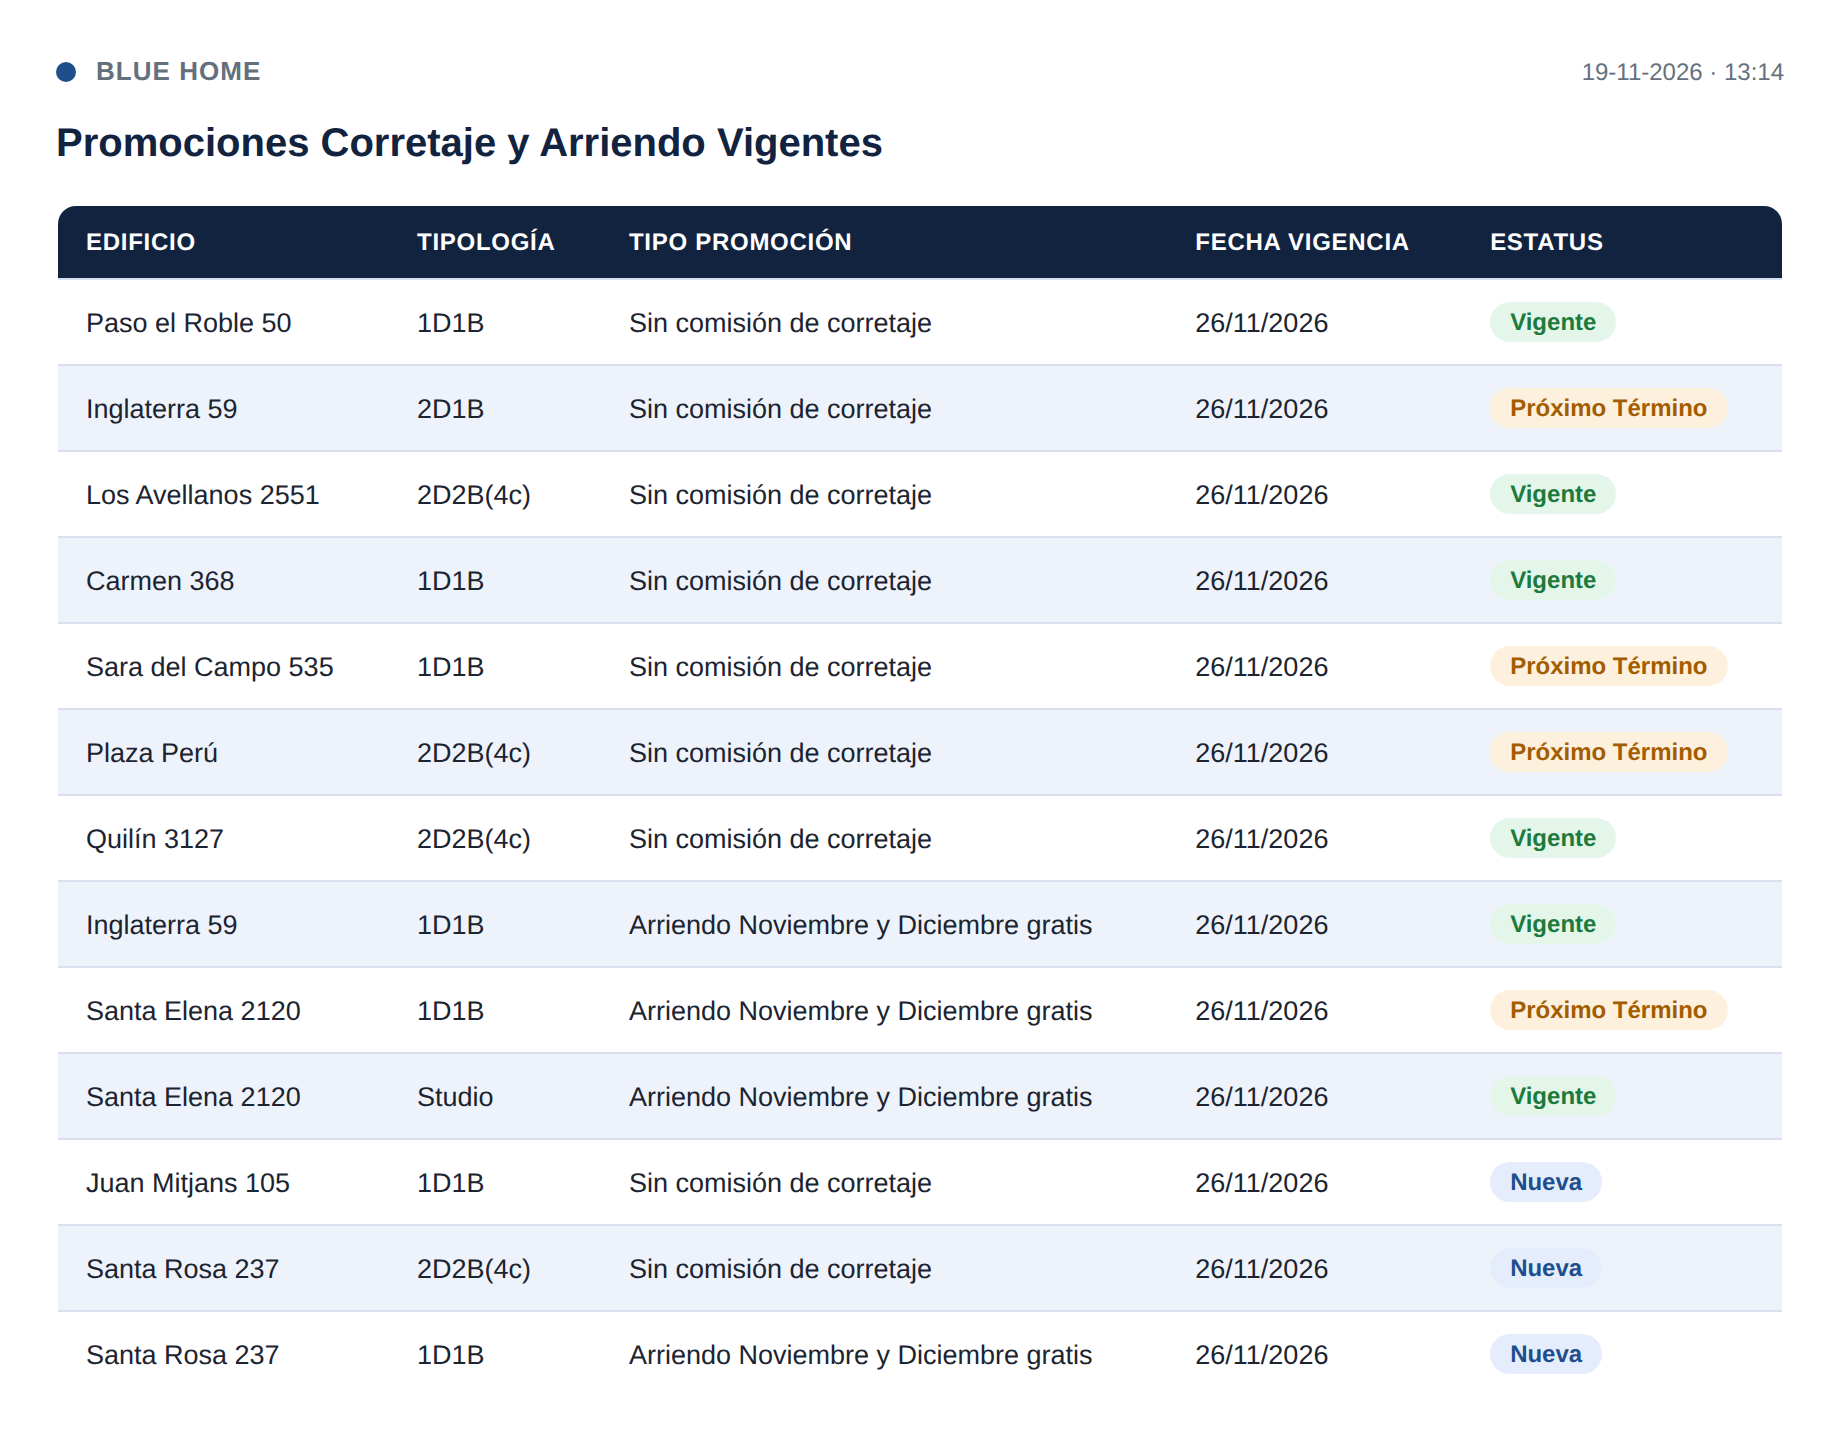 BLUE HOME 19-11-2026 · 13:14
Promociones Corretaje y Arriendo Vigentes
EDIFICIO TIPOLOGÍA TIPO PROMOCIÓN FECHA VIGENCIA ESTATUS
Paso el Roble 50 1D1B Sin comisión de corretaje 26/11/2026 Vigente
Inglaterra 59 2D1B Sin comisión de corretaje 26/11/2026 Próximo Término
Los Avellanos 2551 2D2B(4c) Sin comisión de corretaje 26/11/2026 Vigente
Carmen 368 1D1B Sin comisión de corretaje 26/11/2026 Vigente
Sara del Campo 535 1D1B Sin comisión de corretaje 26/11/2026 Próximo Término
Plaza Perú 2D2B(4c) Sin comisión de corretaje 26/11/2026 Próximo Término
Quilín 3127 2D2B(4c) Sin comisión de corretaje 26/11/2026 Vigente
Inglaterra 59 1D1B Arriendo Noviembre y Diciembre gratis 26/11/2026 Vigente
Santa Elena 2120 1D1B Arriendo Noviembre y Diciembre gratis 26/11/2026 Próximo Término
Santa Elena 2120 Studio Arriendo Noviembre y Diciembre gratis 26/11/2026 Vigente
Juan Mitjans 105 1D1B Sin comisión de corretaje 26/11/2026 Nueva
Santa Rosa 237 2D2B(4c) Sin comisión de corretaje 26/11/2026 Nueva
Santa Rosa 237 1D1B Arriendo Noviembre y Diciembre gratis 26/11/2026 Nueva